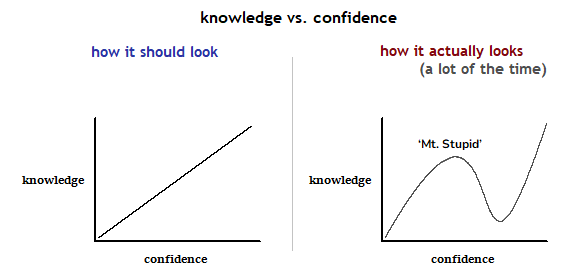 knowledge vs. confidence
how it should look
knowledge
confidence
how it actually looks
(a lot of the time)
'Mt. Stupid'
knowledge
confidence